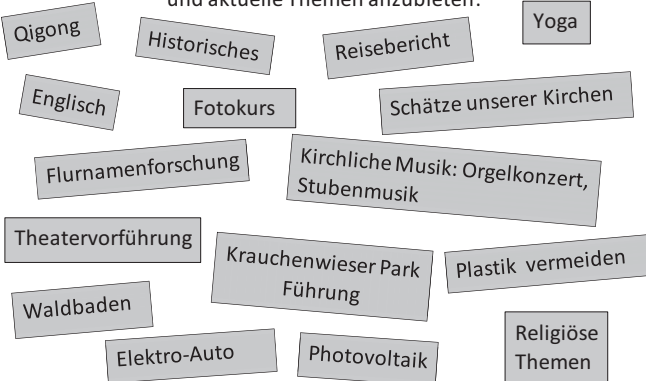 und aktuelle Themen anzubieten.
Qigong
Historisches
Reisebericht
Yoga
Englisch
Fotokurs
Schätze unserer Kirchen
Flurnamenforschung
Kirchliche Musik: Orgelkonzert,
Stubenmusik
Theatervorführung
Krauchenwieser Park
Führung
Plastik vermeiden
Waldbaden
Elektro-Auto
Photovoltaik
Religiöse
Themen